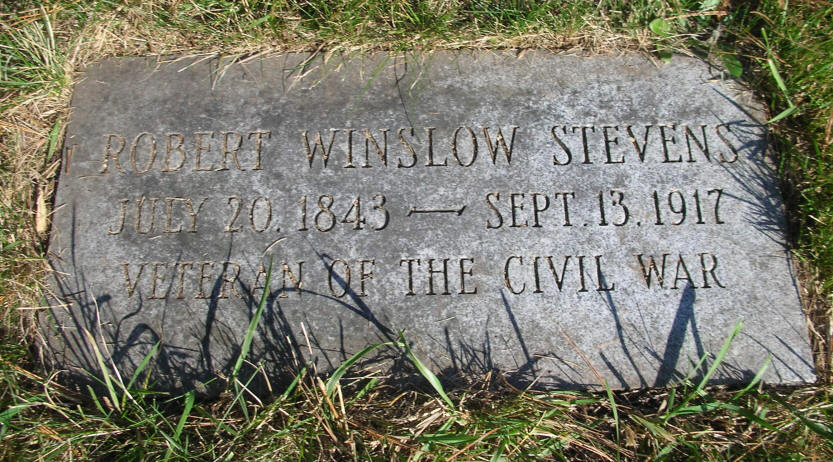 ROBERT WINSLOW STEVENS
JULY 20. 1843 — SEPT. 13. 1917
VETERAN OF THE CIVIL WAR